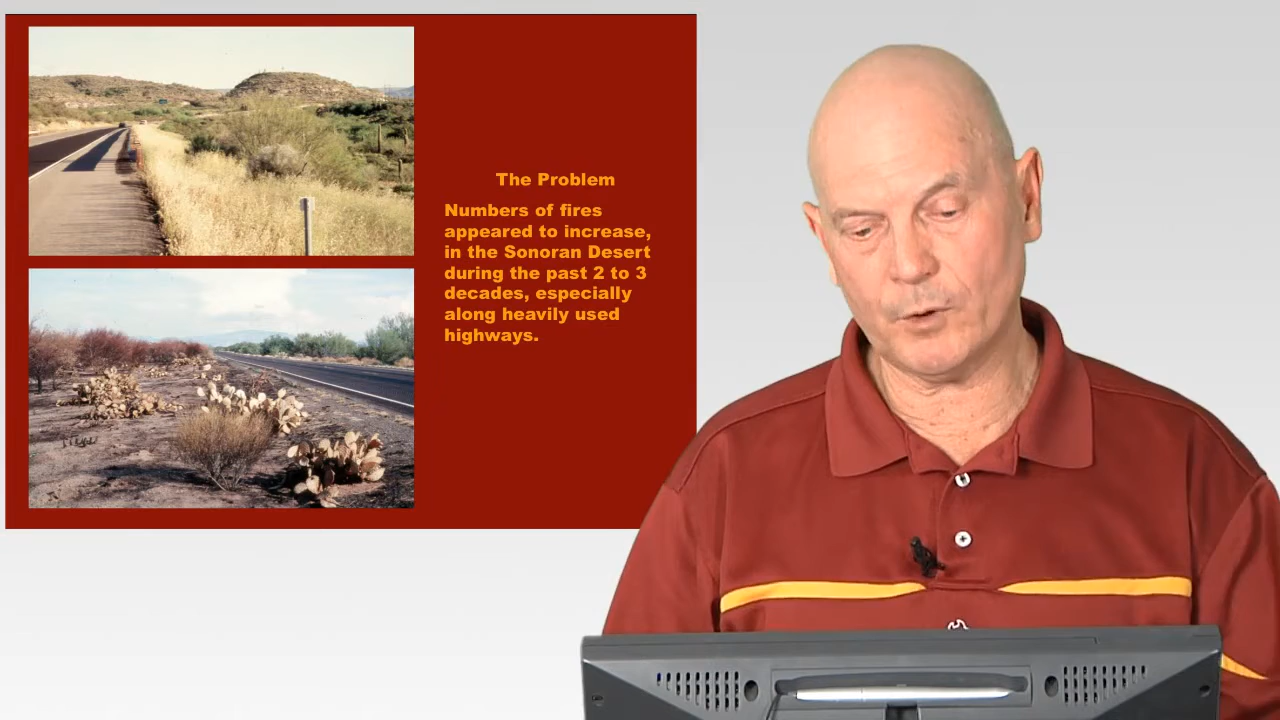 The Problem
Numbers of fires
appeared to increase,
in the Sonoran Desert
during the past 2 to 3
decades, especially
along heavily used
highways.